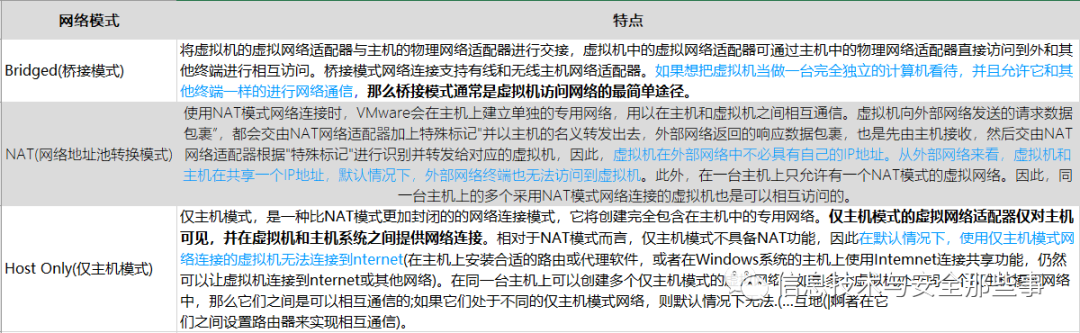 网络模式 特点
Bridged(桥接模式)
将虚拟机的虚拟网络适配器与主机的物理网络适配器进行交接，虚拟机中的虚拟网络适配器可通过主机中的物理网络适配器直接访问到外和其
他终端进行相互访问。桥接模式网络连接支持有线和无线主机网络适配器。如果想把虚拟机当做一台完全独立的计算机看待，并且允许它和其
他终端一样的进行网络通信，那么桥接模式通常是虚拟机访问网络的最简单途径。
NAT(网络地址池转换模式)
使用NAT模式网络连接时，VMware会在主机上建立单独的专用网络，用以在主机和虚拟机之间相互通信。虚拟机向外部网络发送的请求数据
包裹”，都会交由NAT网络适配器加上特殊标记"并以主机的名义转发出去，外部网络返回的响应数据包裹，也是先由主机接收，然后交由NAT
网络适配器根据"特殊标记"进行识别并转发给对应的虚拟机，因此，虚拟机在外部网络中不必具有自己的IP地址。从外部网络来看，虚拟机和
主机在共享一个IP地址，默认情况下，外部网络终端也无法访问到虚拟机。此外，在一台主机上只允许有一个NAT模式的虚拟网络。因此，同
一台主机上的多个采用NAT模式网络连接的虚拟机也是可以相互访问的。
Host Only(仅主机模式)
仅主机模式，是一种比NAT模式更加封闭的的网络连接模式，它将创建完全包含在主机中的专用网络。仅主机模式的虚拟网络适配器仅对主机
可见，并在虚拟机和主机系统之间提供网络连接。相对于NAT模式而言，仅主机模式不具备NAT功能，因此在默认情况下，使用仅主机模式网
络连接的虚拟机无法连接到nternet(在主机上安装合适的路由或代理软件，或者在Windows系统的主机上使用Intemnet连接共享功能，仍然
可以让虚拟机连接到nternet或其他网络)。在同一台主机上可以创建多个仅主机模式的虚拟网络，如
中，那么它们之间是可以相互通信的;如果它们处于不同的仅主机模式网络，则默认情况下无法.(...互地(|啊者在它
们之间设置路由器来实现相互通信)。
信息技术与安全那些事